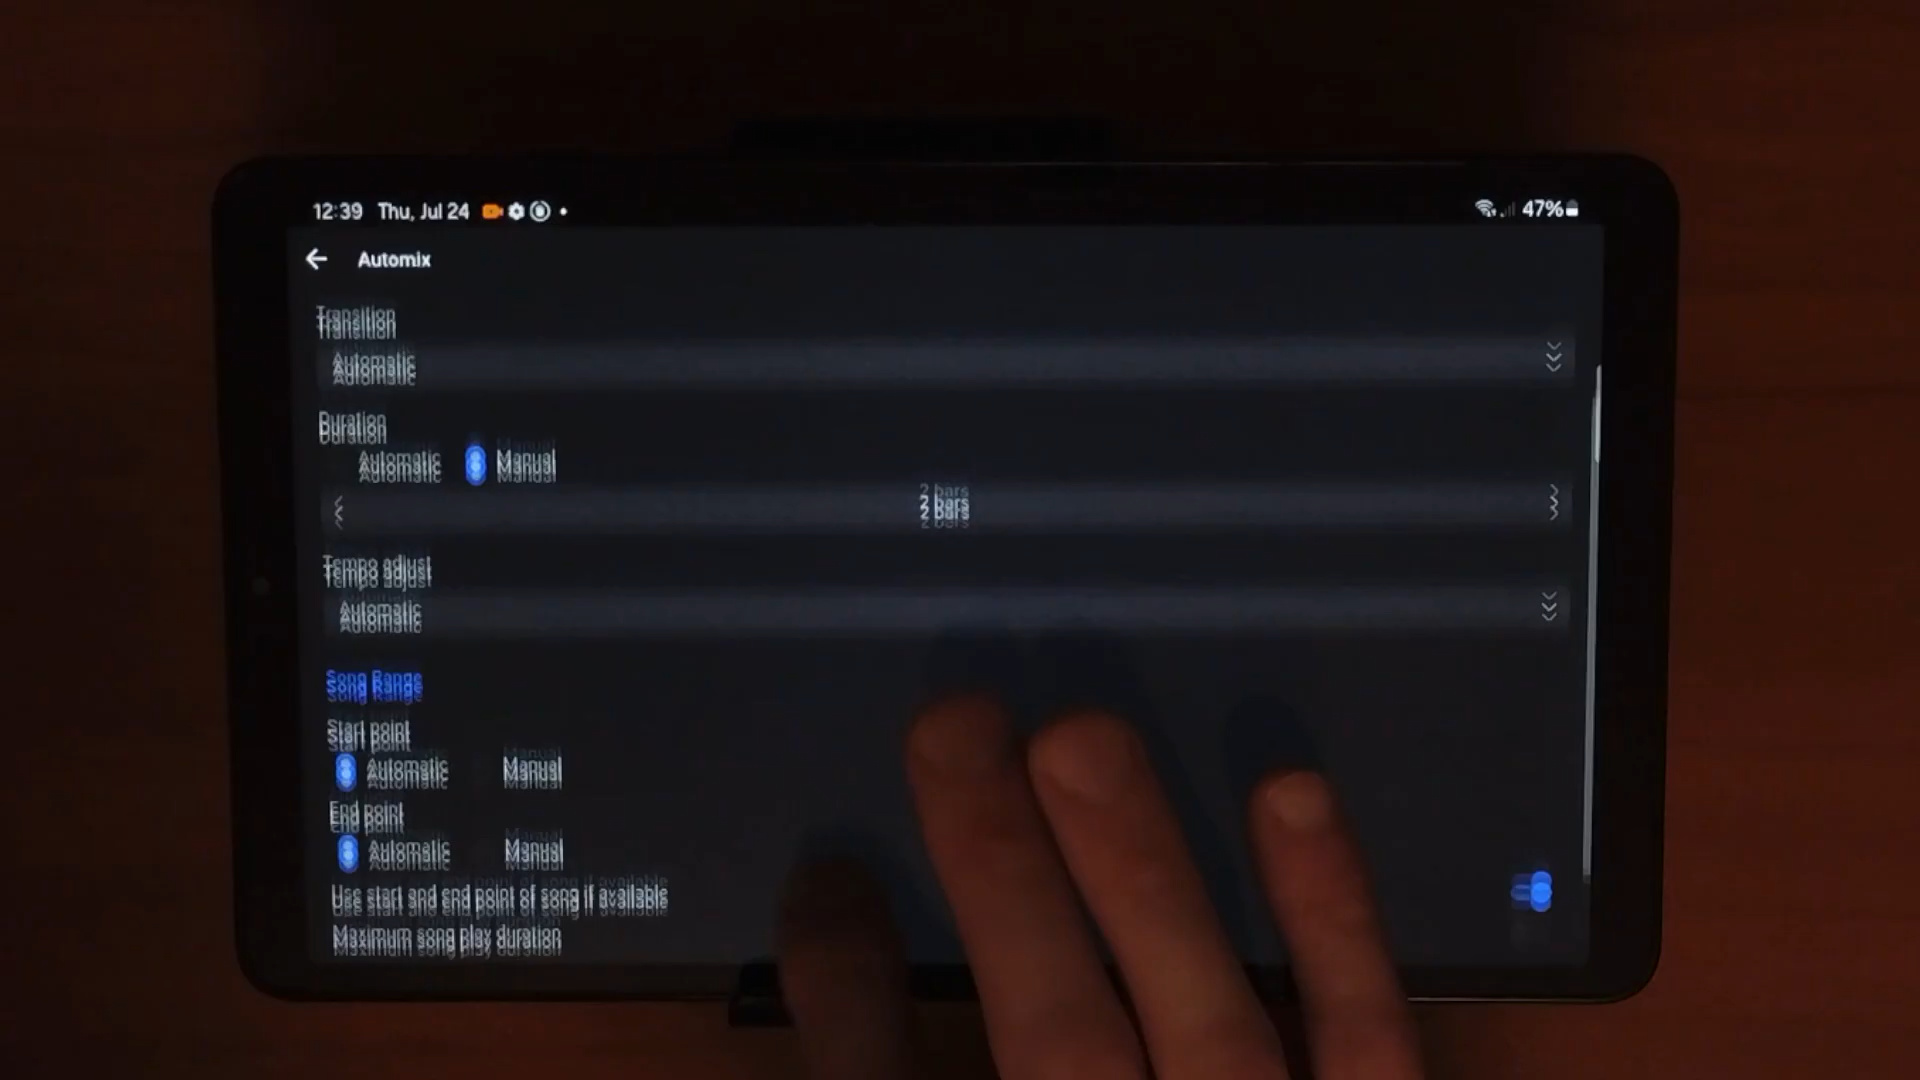 12:39 Thu, Jul 24 47%
Automix
Transition
Automatic
Duration
Automatic Manual
2 bars
Tempo adjust
Automatic
Song Range
Start point
Automatic Manual
End point
Automatic Manual
Use start and end point of song if available
Maximum song play duration